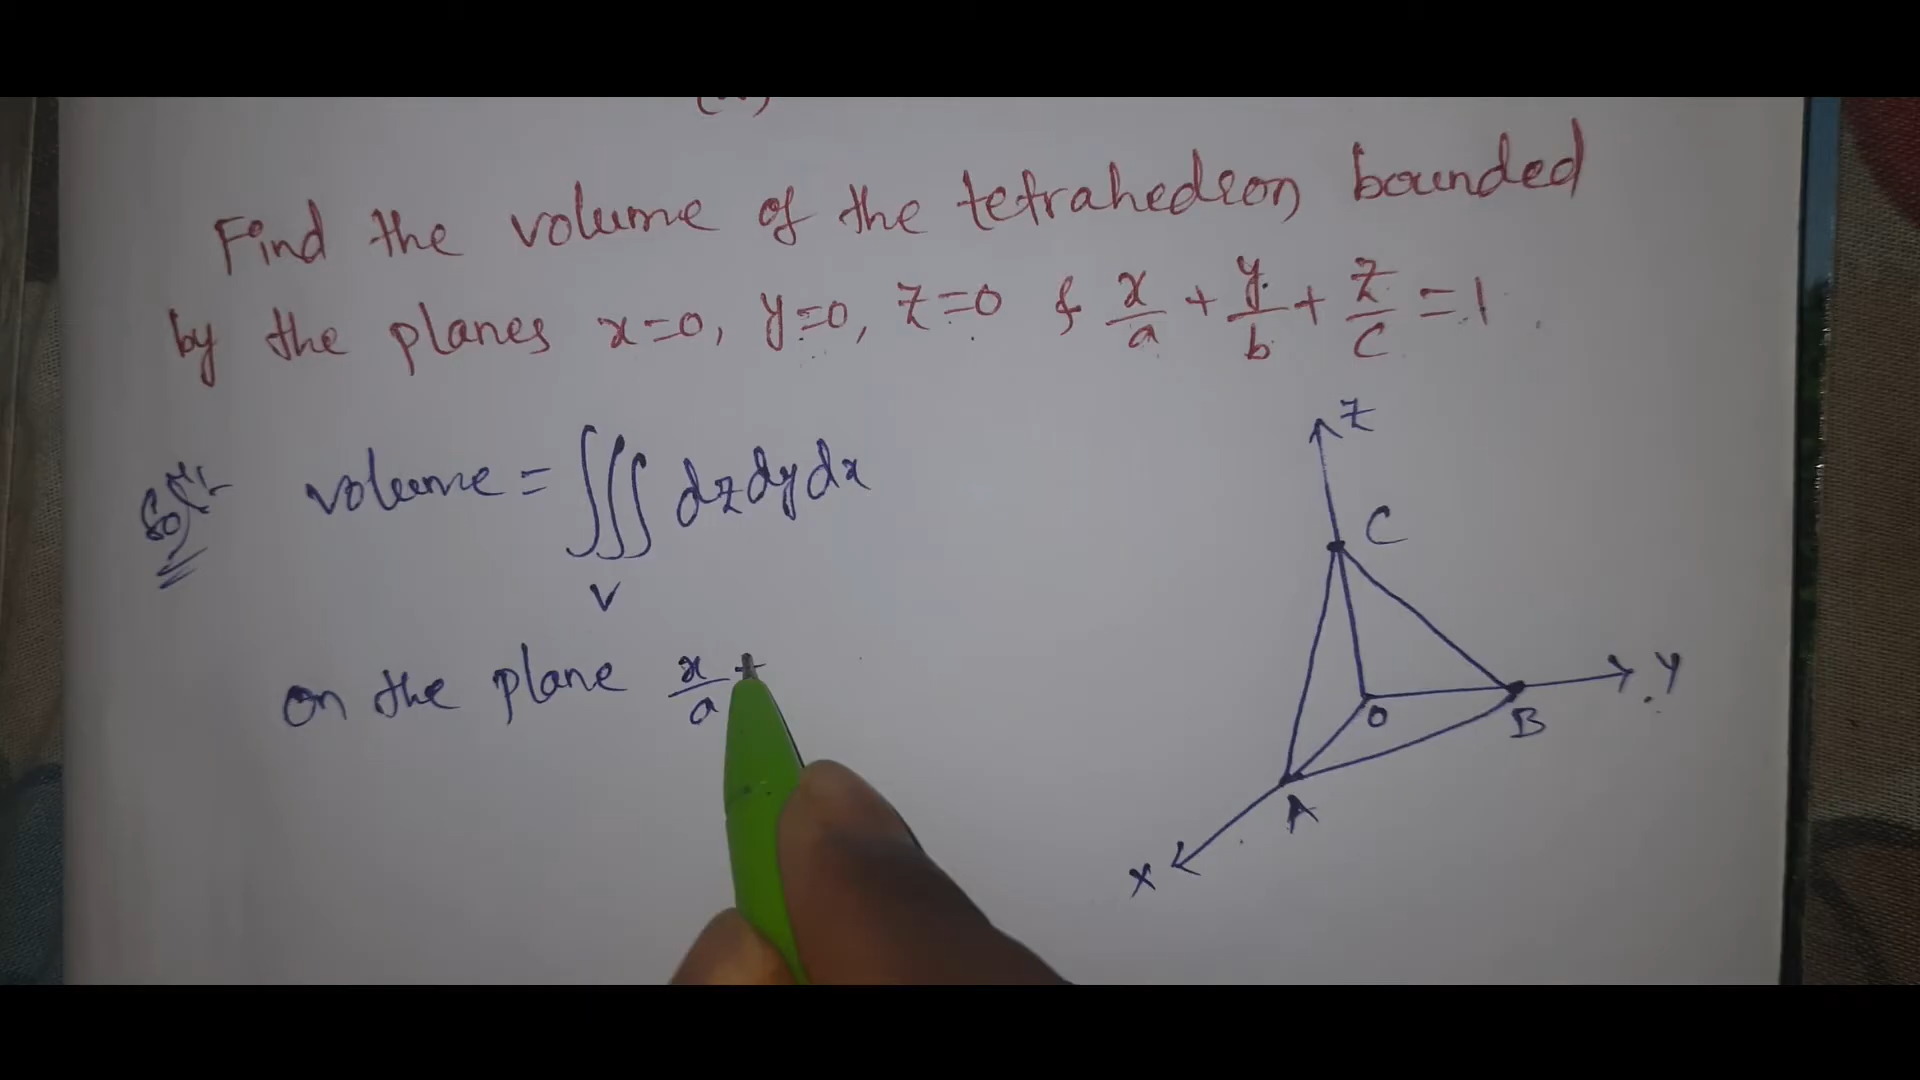 Find the volume of the tetrahedron bounded
by the planes x=0, y=0, z=0 & x/a + y/b + z/c = 1.
Sol:- volume = ∭ dz dy dx
V
on the plane x/a +
Z
C
Y
O
B
A
X